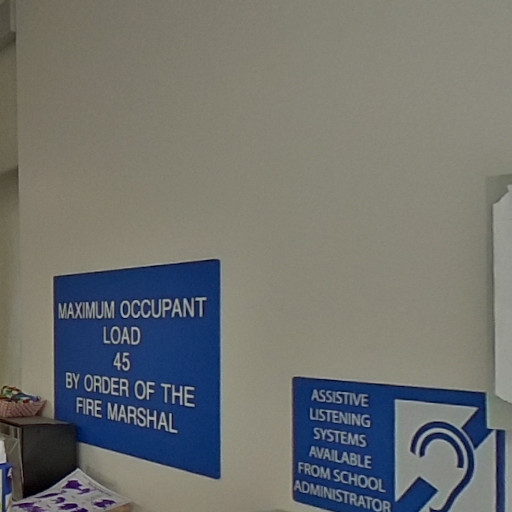 MAXIMUM OCCUPANT
LOAD
45
BY ORDER OF THE
FIRE MARSHAL
ASSISTIVE
LISTENING
SYSTEMS
AVAILABLE
FROM SCHOOL
ADMINISTRATOR